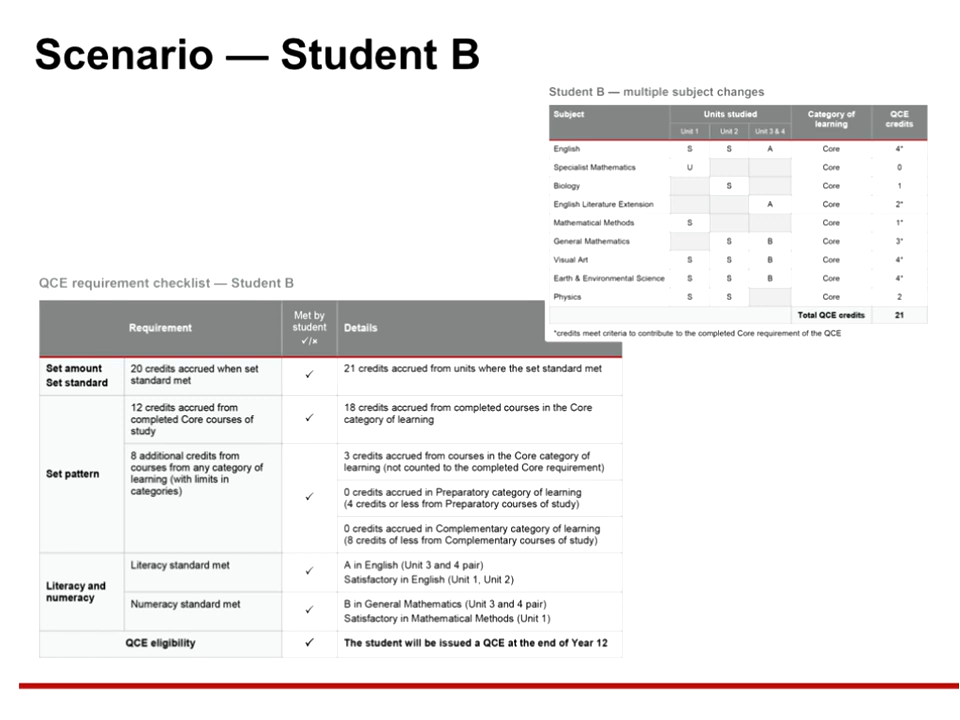 Scenario — Student B
Student B — multiple subject changes
Subject Units studied Category of learning QCE credits
Unit 1 Unit 2 Unit 3 & 4
English S S A Core 4*
Specialist Mathematics U Core 0
Biology S Core 1
English Literature Extension A Core 2*
Mathematical Methods S Core 1*
General Mathematics S B Core 3*
Visual Art S S B Core 4*
Earth & Environmental Science S S B Core 4*
Physics S S Core 2
Total QCE credits 21
*credits meet criteria to contribute to the completed Core requirement of the QCE
QCE requirement checklist — Student B
Requirement Met by student ✓/× Details
Set amount
Set standard
20 credits accrued when set
standard met
✓
21 credits accrued from units where the set standard met
Set pattern
12 credits accrued from
completed Core courses of
study
✓
18 credits accrued from completed courses in the Core
category of learning
8 additional credits from
courses from any category of
learning (with limits in
categories)
✓
3 credits accrued from courses in the Core category of
learning (not counted to the completed Core requirement)
0 credits accrued in Preparatory category of learning
(4 credits or less from Preparatory courses of study)
0 credits accrued in Complementary category of learning
(8 credits of less from Complementary courses of study)
Literacy and
numeracy
Literacy standard met
✓
A in English (Unit 3 and 4 pair)
Satisfactory in English (Unit 1, Unit 2)
Numeracy standard met
✓
B in General Mathematics (Unit 3 and 4 pair)
Satisfactory in Mathematical Methods (Unit 1)
QCE eligibility ✓ The student will be issued a QCE at the end of Year 12